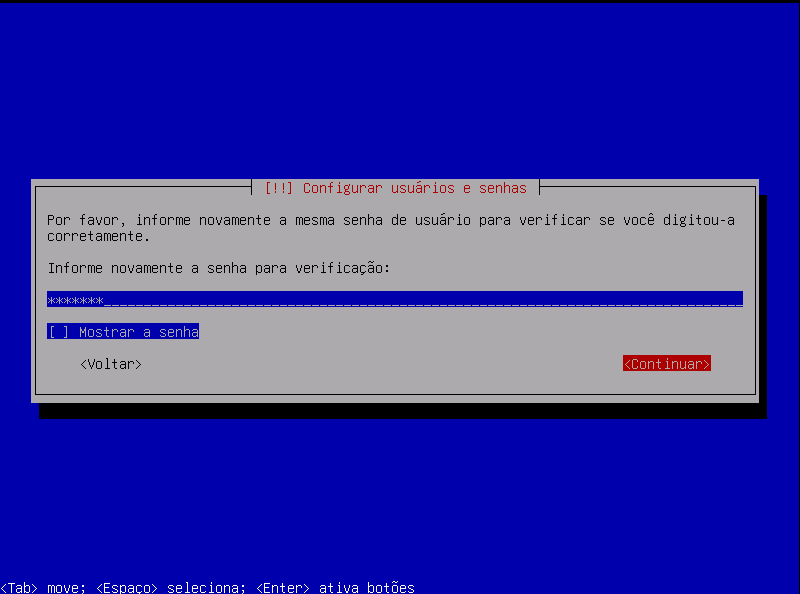 [!!] Configurar usuários e senhas
Por favor, informe novamente a mesma senha de usuário para verificar se você digitou-a
corretamente.
Informe novamente a senha para verificação:
*******
[ ] Mostrar a senha
<Voltar> <Continuar>
<Tab> move; <Espaço> seleciona; <Enter> ativa botões